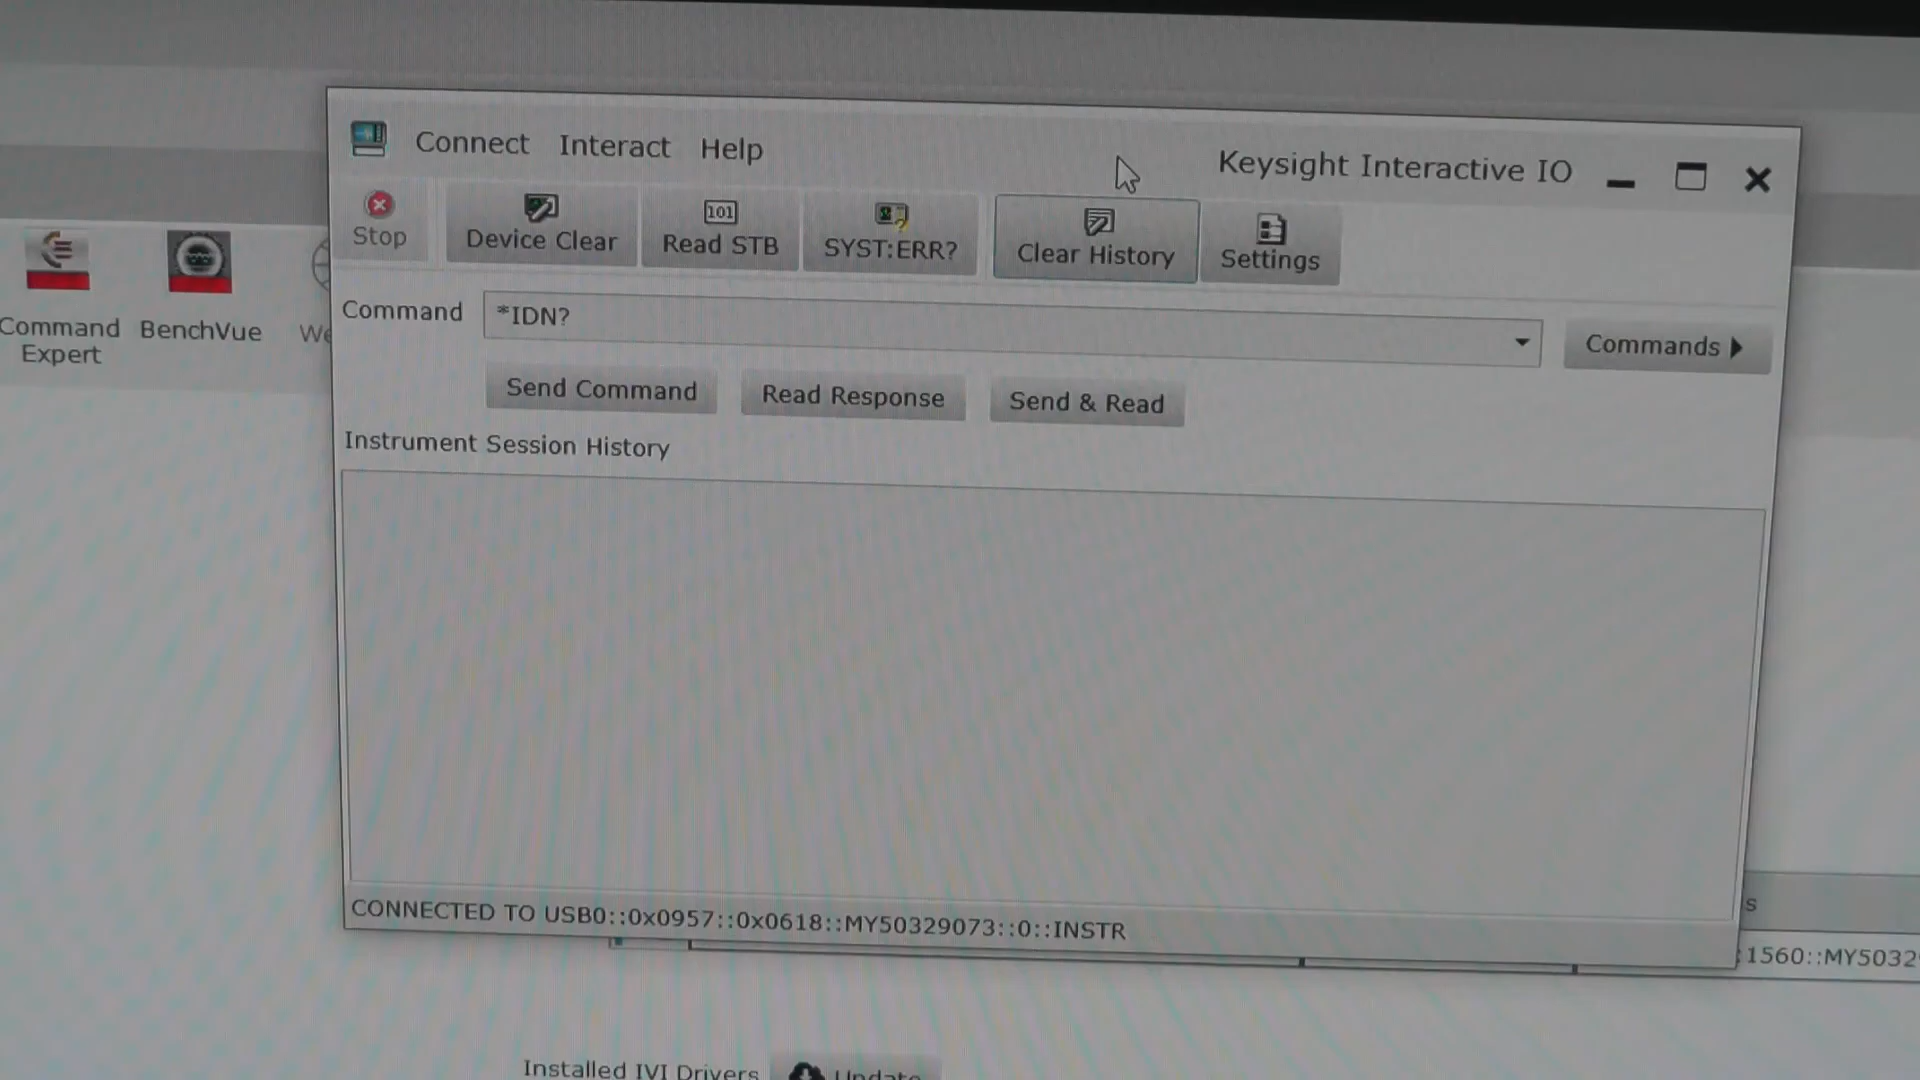 Connect Interact Help
Keysight Interactive IO
Stop
Device Clear
101
Read STB
SYST:ERR?
Clear History
Settings
Command
*IDN?
Commands
Send Command
Read Response
Send & Read
Instrument Session History
CONNECTED TO USB0::0x0957::0x0618::MY50329073::0::INSTR
Command
Expert
BenchVue
We
s
1560::MY5032
Installed IVI Drivers
Update